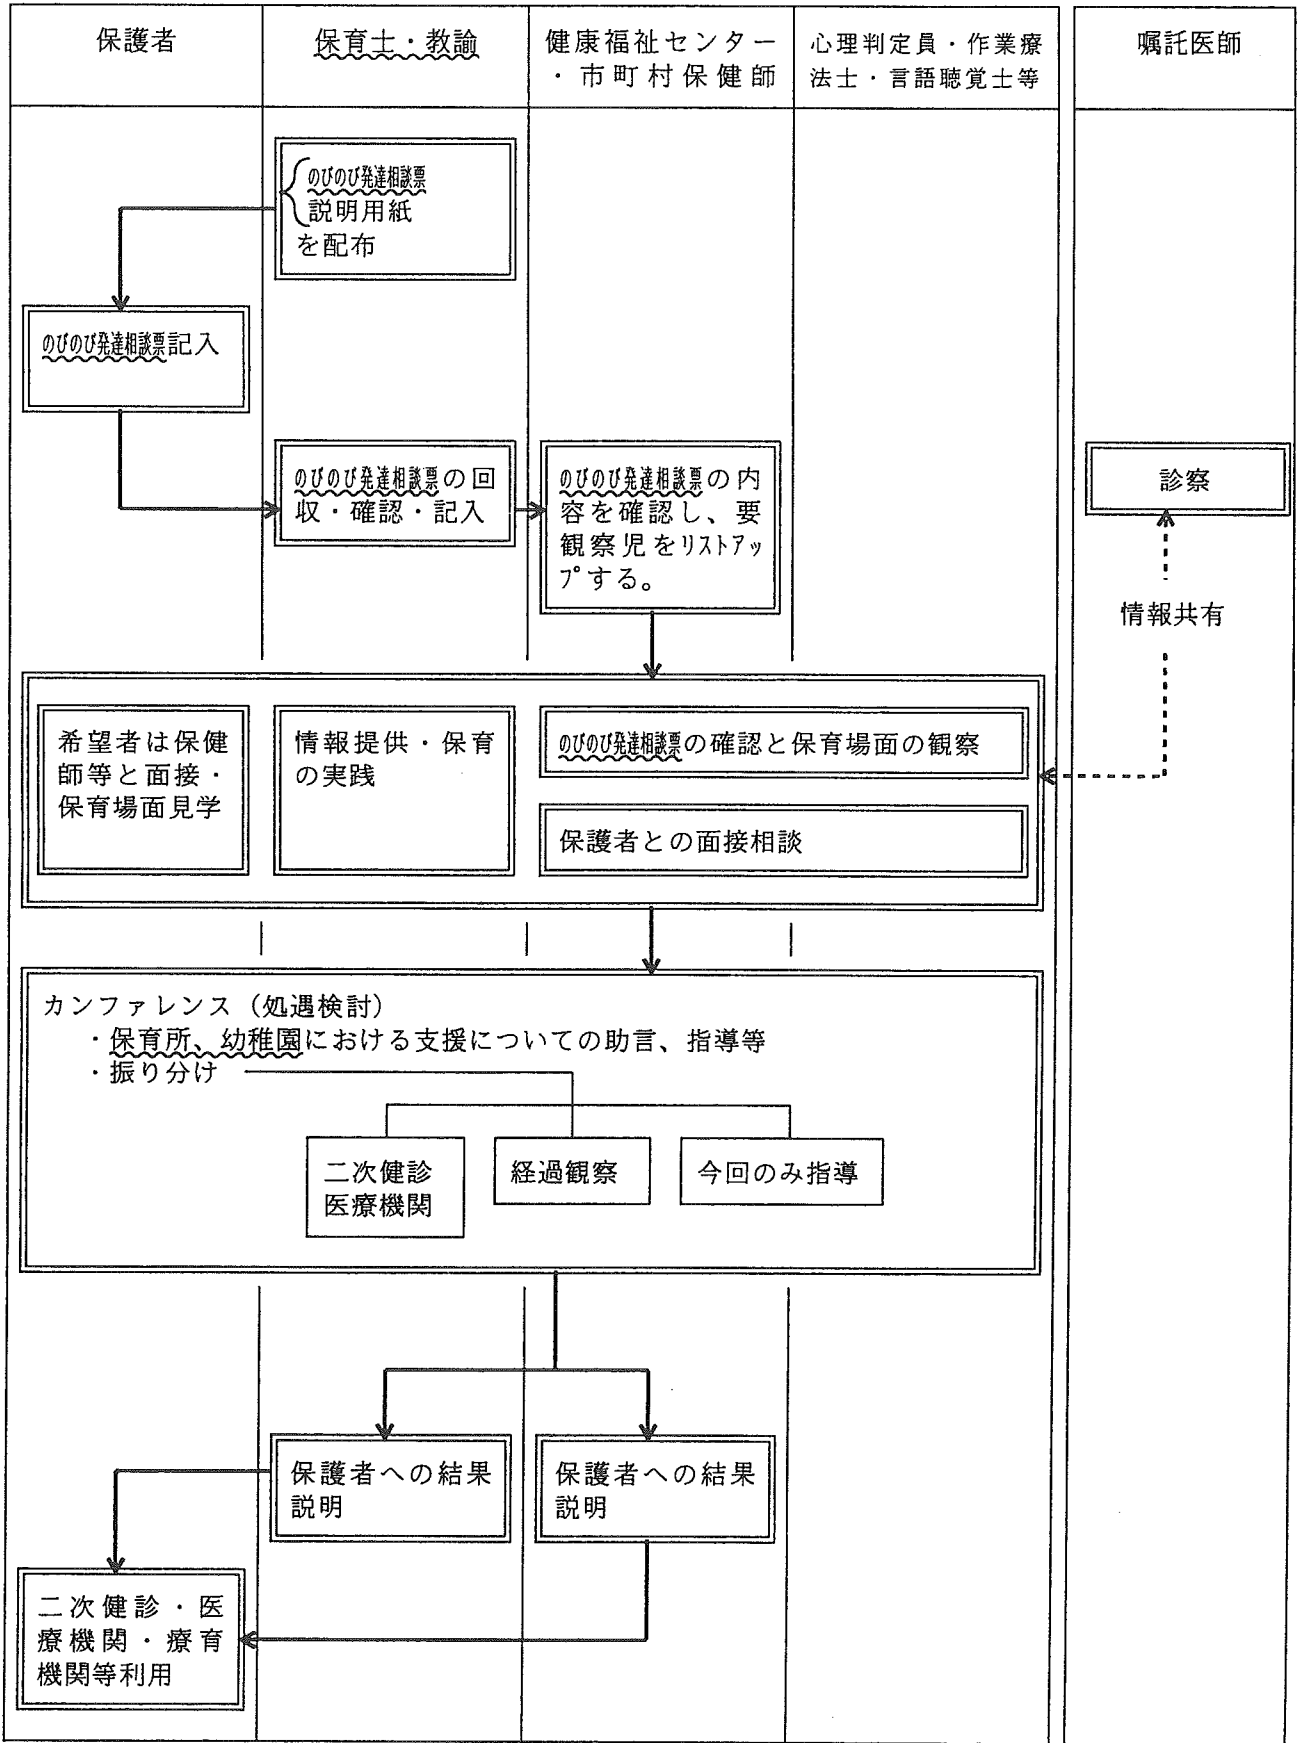 保護者
保育士・教諭
健康福祉センター
・市町村保健師
心理判定員・作業療
法士・言語聴覚士等
嘱託医師
のびのび発達相談票
説明用紙
を配布
のびのび発達相談票記入
のびのび発達相談票の回
収・確認・記入
のびのび発達相談票の内
容を確認し、要
観察児をﾘｽﾄｱｯ
ﾌﾟする。
診察
情報共有
希望者は保健
師等と面接・
保育場面見学
情報提供・保育
の実践
のびのび発達相談票の確認と保育場面の観察
保護者との面接相談
カンファレンス（処遇検討）
・保育所、幼稚園における支援についての助言、指導等
・振り分け
二次健診
医療機関
経過観察
今回のみ指導
保護者への結果
説明
保護者への結果
説明
二次健診・医
療機関・療育
機関等利用